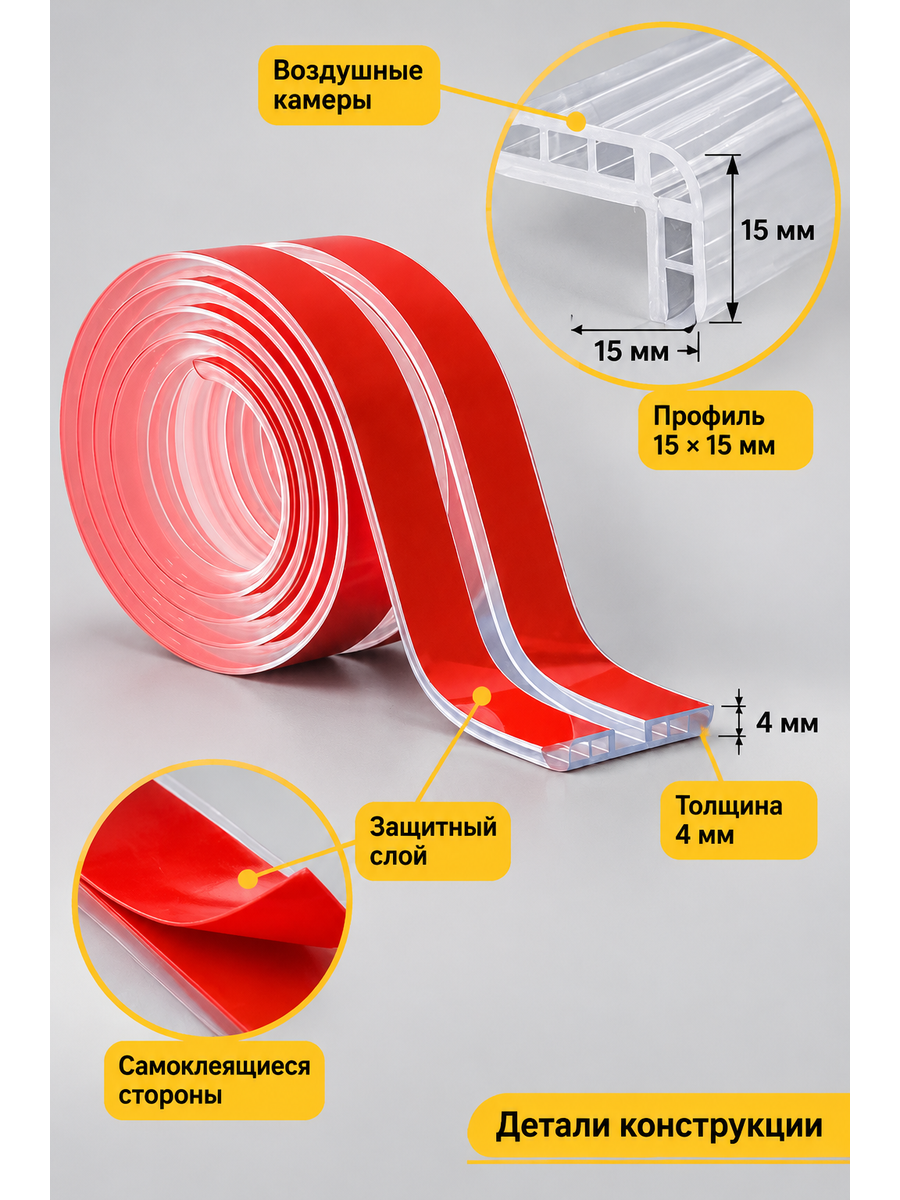 Воздушные
камеры
15 мм
15 мм
Профиль
15 × 15 мм
4 мм
Толщина
4 мм
Защитный
слой
Самоклеящиеся
стороны
Детали конструкции